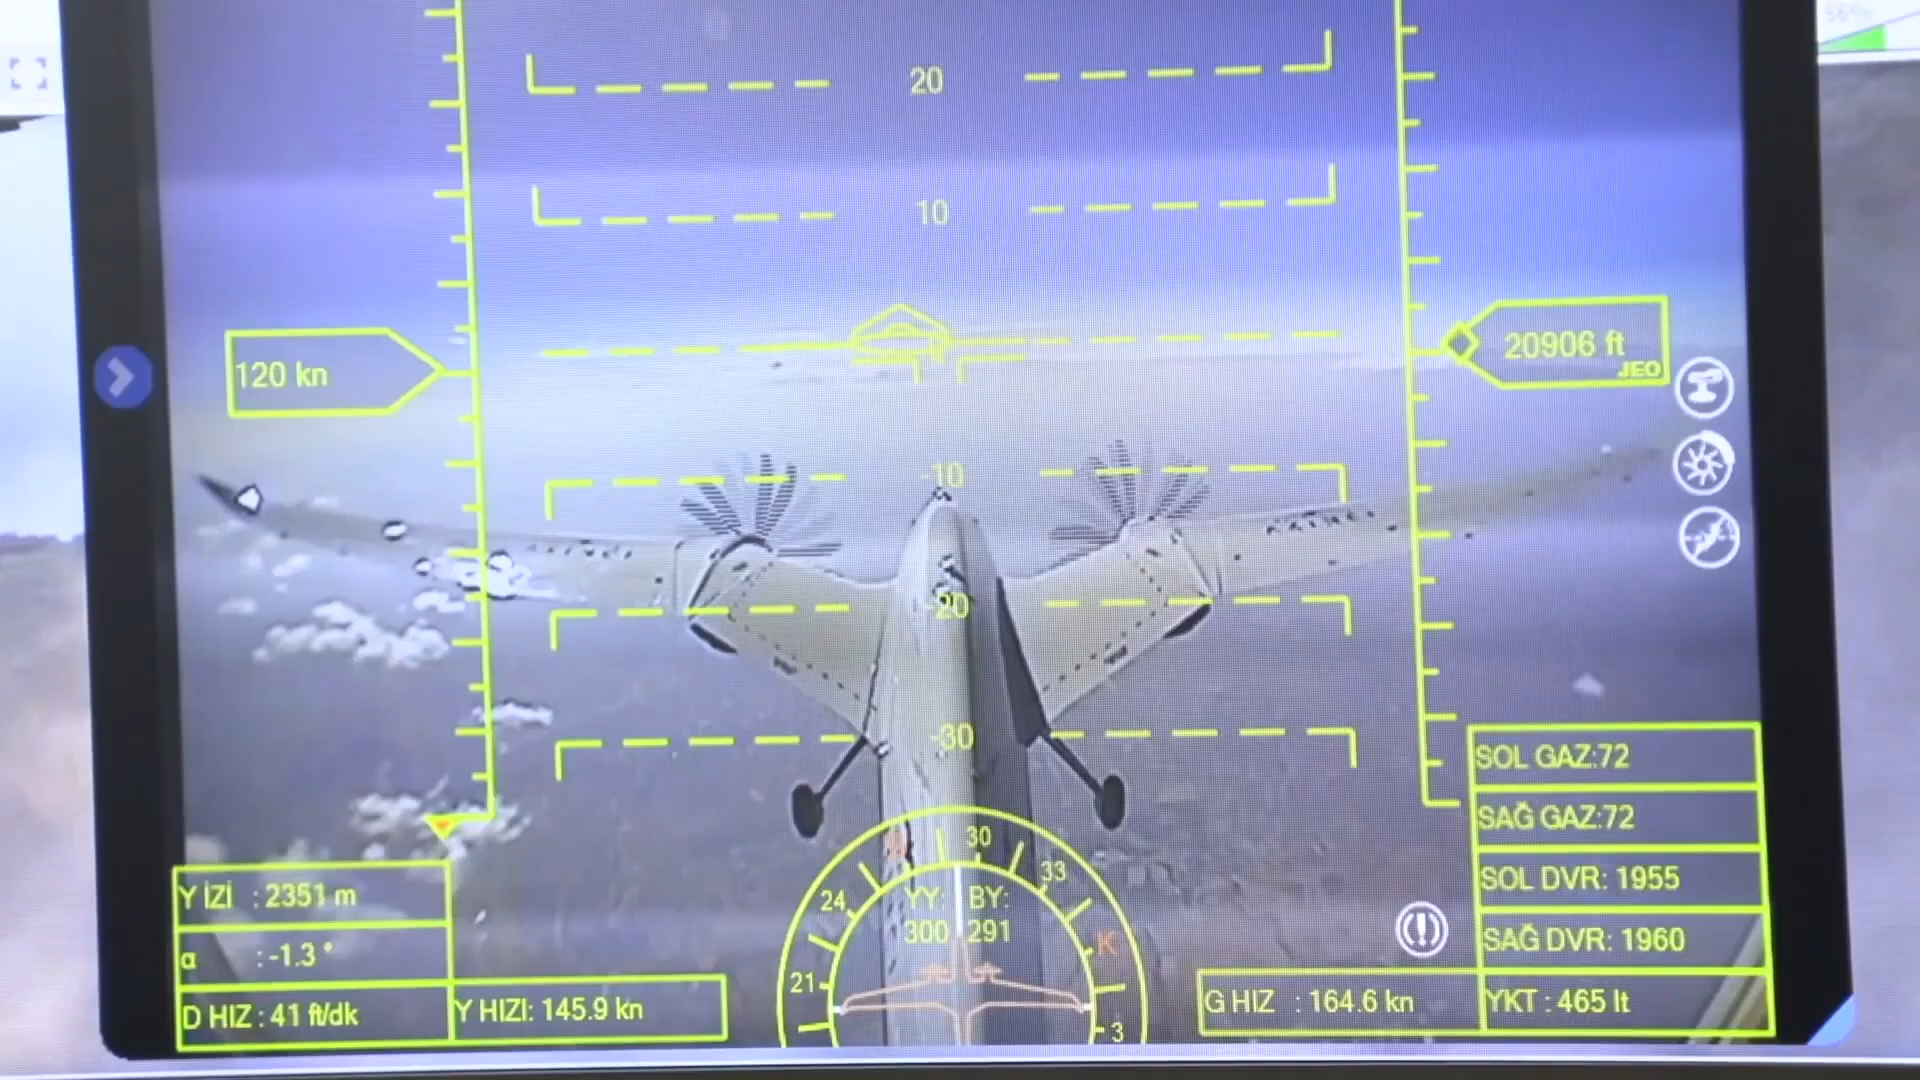 20
10
120 kn
20906 ft
JEO
-10
-20
-30
SOL GAZ:72
SAĞ GAZ:72
SOL DVR: 1955
SAĞ DVR: 1960
YKT : 465 lt
G HIZ : 164.6 kn
Y İZİ : 2351 m
α : -1.3 °
D HIZ : 41 ft/dk
Y HIZI: 145.9 kn
30
33
24
21
K
3
YY: BY:
300 291